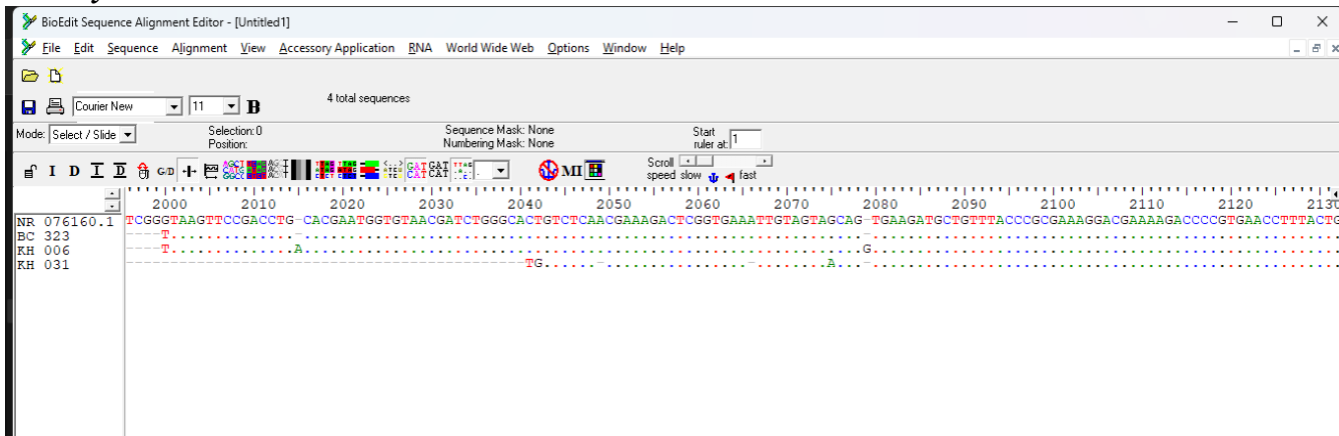 BioEdit Sequence Alignment Editor - [Untitled1]
File Edit Sequence Alignment View Accessory Application RNA World Wide Web Options Window Help
Courier New 11 B 4 total sequences
Mode: Select / Slide Selection: 0 Position: Sequence Mask: None Numbering Mask: None Start ruler at: 1
I D I D G/D MI Scroll speed slow fast
2000 2010 2020 2030 2040 2050 2060 2070 2080 2090 2100 2110 2120 2130
NR 076160.1 TCGGGTAAGTTCCGACCTG-CACGAATGGTGTAACGATCTGGGCACTGTCTCAACGAAAGACTCGGTGAAATTGTAGTAGCAG-TGAAGATGCTGTTTACCCGCGAAAGGACGAAAAGACCCCGTGAACCTTTACTG
BC 323
KH 006
KH 031